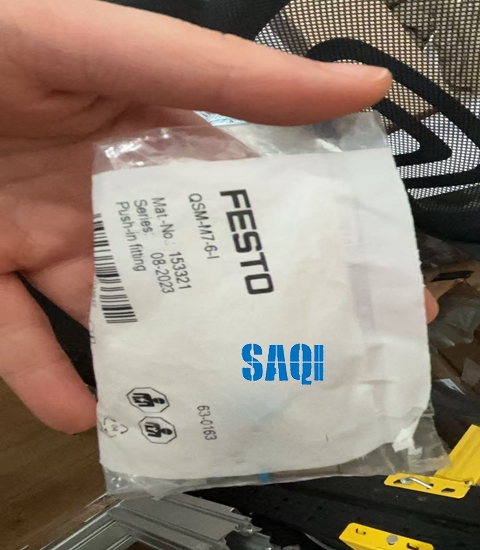 FESTO
QSM-M7-6-I
Mat.-No.: 153321
Series: 08-2023
Push-in fitting
63-0163
SAQI